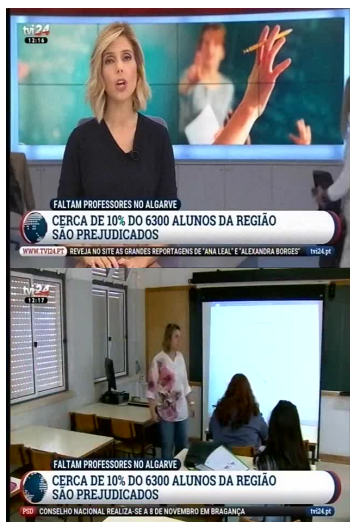 tvi24
13:16
FALTAM PROFESSORES NO ALGARVE
CERCA DE 10% DO 6300 ALUNOS DA REGIÃO
SÃO PREJUDICADOS
WWW.TVI24.PT REVEJA NO SITE AS GRANDES REPORTAGENS DE "ANA LEAL" E "ALEXANDRA BORGES" tvi24.pt
tvi24
13:17
FALTAM PROFESSORES NO ALGARVE
CERCA DE 10% DO 6300 ALUNOS DA REGIÃO
SÃO PREJUDICADOS
PSD CONSELHO NACIONAL REALIZA-SE A 8 DE NOVEMBRO EM BRAGANÇA tvi24.pt